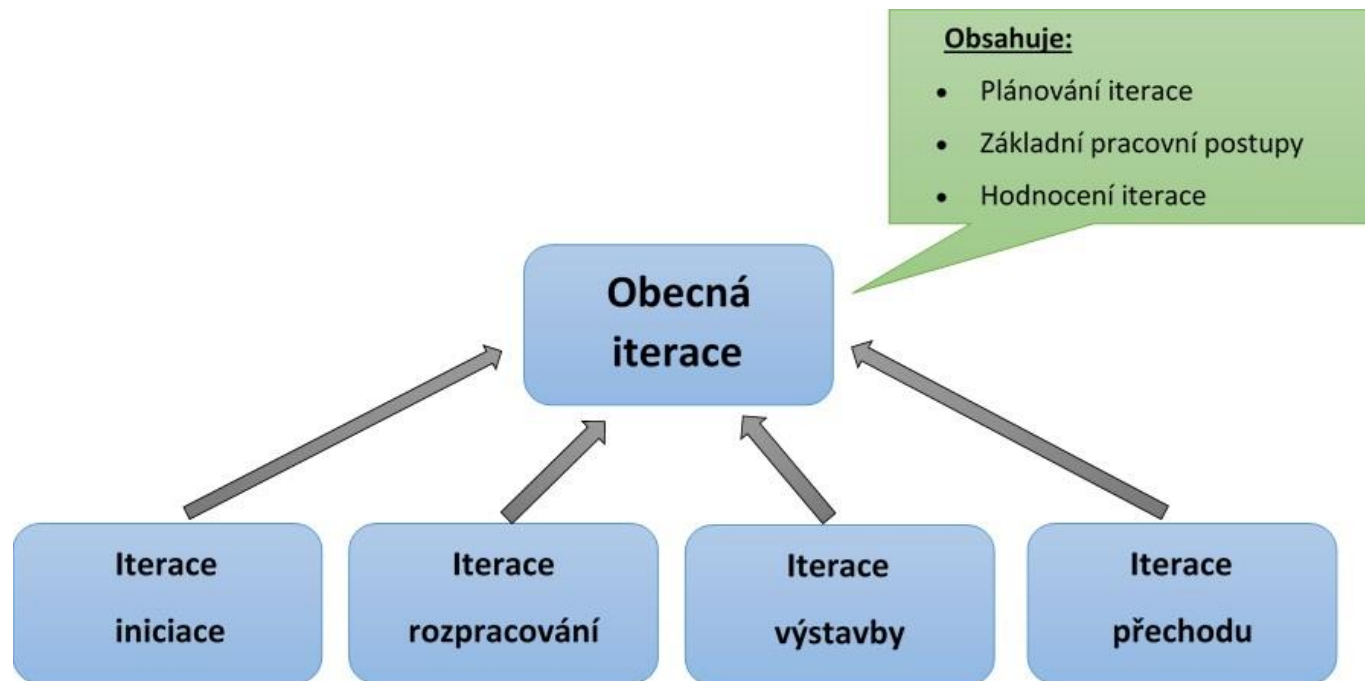 Obsahuje:
• Plánování iterace
• Základní pracovní postupy
• Hodnocení iterace
Obecná
iterace
Iterace
iniciace
Iterace
rozpracování
Iterace
výstavby
Iterace
přechodu